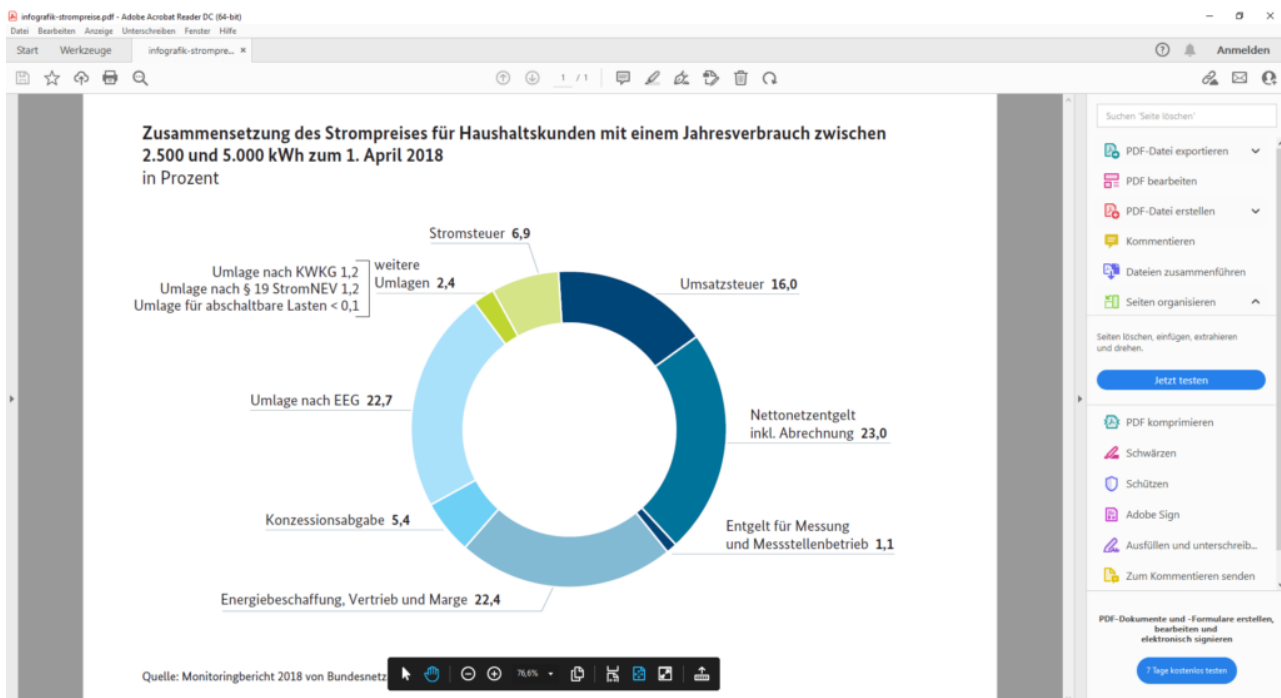 infografik-strompreise.pdf - Adobe Acrobat Reader DC (64-bit)
Datei Bearbeiten Anzeige Unterschreiben Fenster Hilfe
Start Werkzeuge infografik-strompre... × Anmelden
1 / 1
Zusammensetzung des Strompreises für Haushaltskunden mit einem Jahresverbrauch zwischen
2.500 und 5.000 kWh zum 1. April 2018
in Prozent
Stromsteuer 6,9
Umlage nach KWKG 1,2
Umlage nach § 19 StromNEV 1,2
Umlage für abschaltbare Lasten < 0,1
weitere
Umlagen 2,4
Umsatzsteuer 16,0
Umlage nach EEG 22,7
Nettonetzentgelt
inkl. Abrechnung 23,0
Konzessionsabgabe 5,4
Entgelt für Messung
und Messstellenbetrieb 1,1
Energiebeschaffung, Vertrieb und Marge 22,4
Quelle: Monitoringbericht 2018 von Bundesnetz
76,6%
Suchen 'Seite löschen'
PDF-Datei exportieren
PDF bearbeiten
PDF-Datei erstellen
Kommentieren
Dateien zusammenführen
Seiten organisieren
Seiten löschen, einfügen, extrahieren
und drehen.
Jetzt testen
PDF komprimieren
Schwärzen
Schützen
Adobe Sign
Ausfüllen und unterschreib...
Zum Kommentieren senden
PDF-Dokumente und -Formulare erstellen,
bearbeiten und
elektronisch signieren
7 Tage kostenlos testen